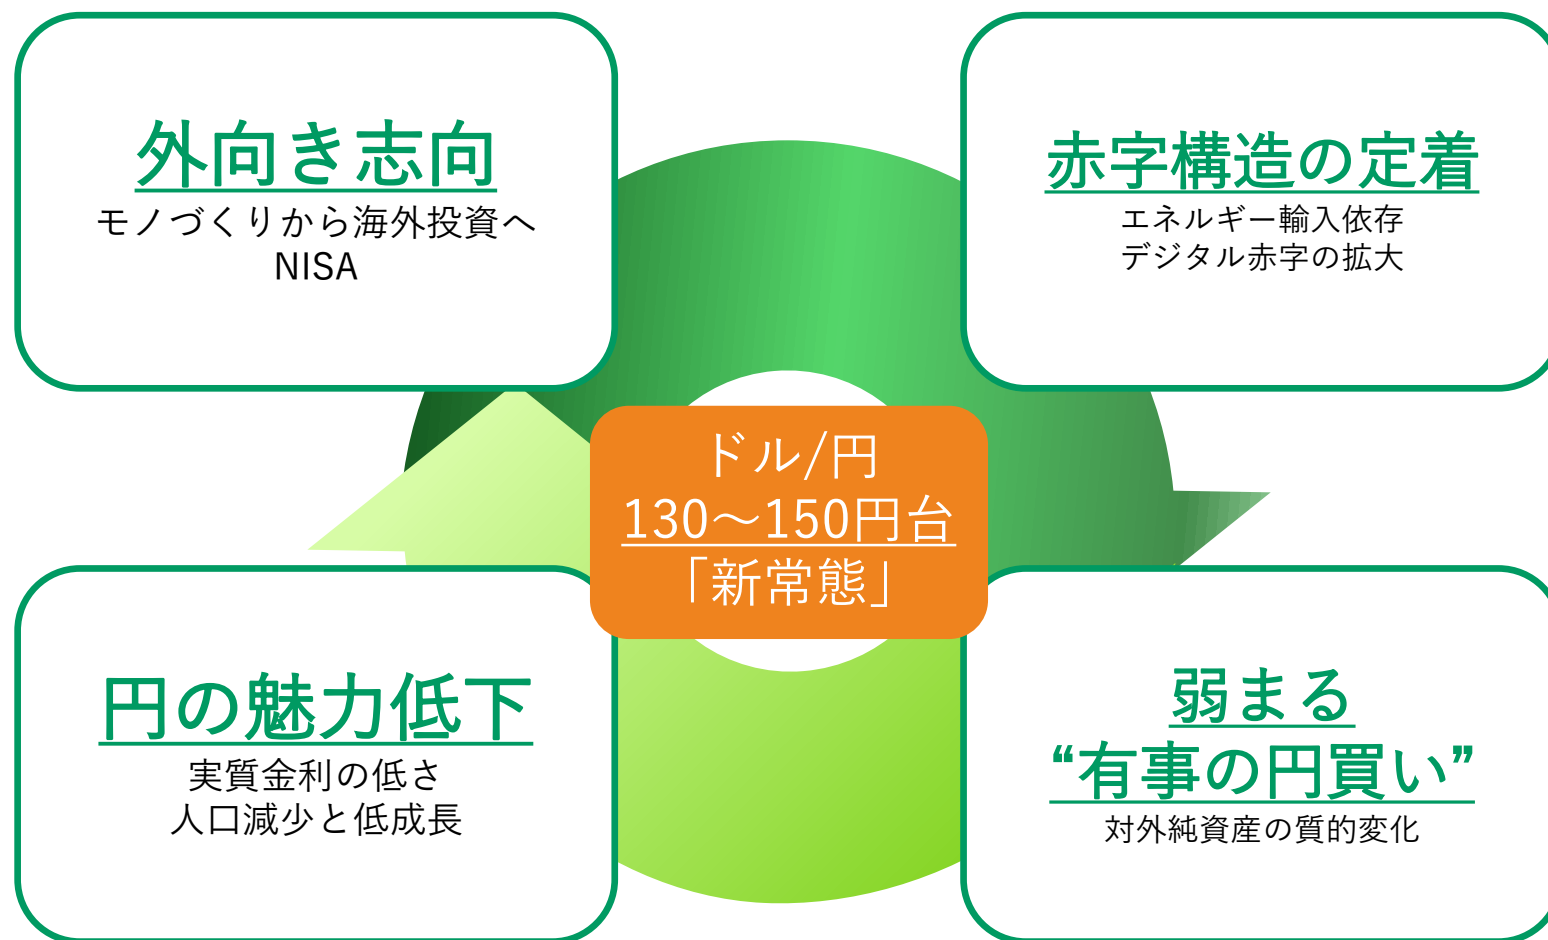 外向き志向
モノづくりから海外投資へ
NISA
赤字構造の定着
エネルギー輸入依存
デジタル赤字の拡大
ドル/円
130～150円台
「新常態」
円の魅力低下
実質金利の低さ
人口減少と低成長
弱まる
“有事の円買い”
対外純資産の質的変化